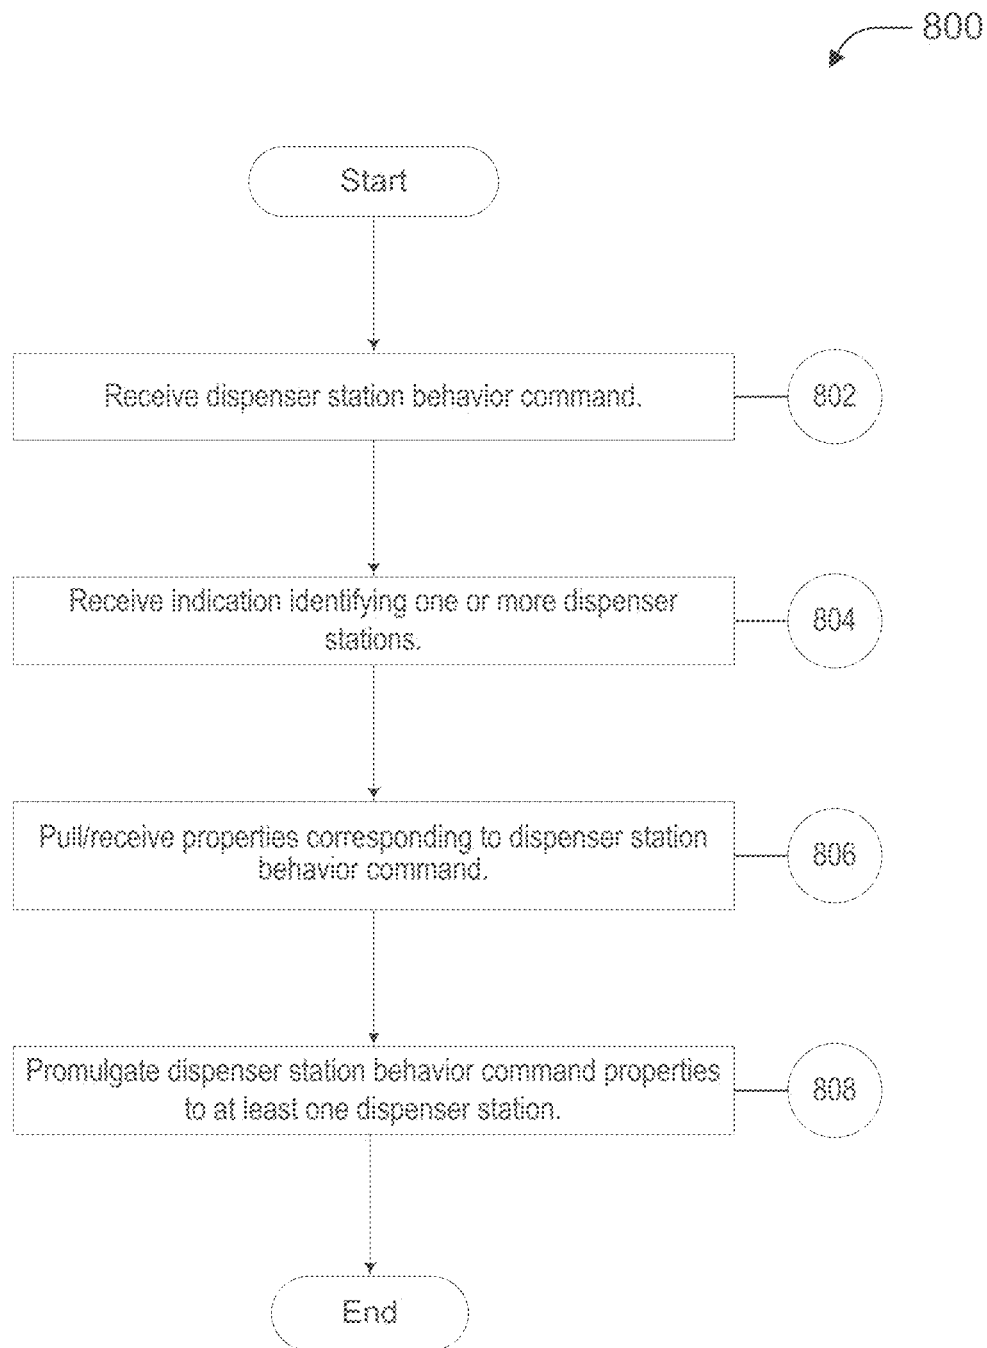 800
Start
Receive dispenser station behavior command.
802
Receive indication identifying one or more dispenser
stations.
804
Pull/receive properties corresponding to dispenser station
behavior command.
806
Promulgate dispenser station behavior command properties
to at least one dispenser station.
808
End